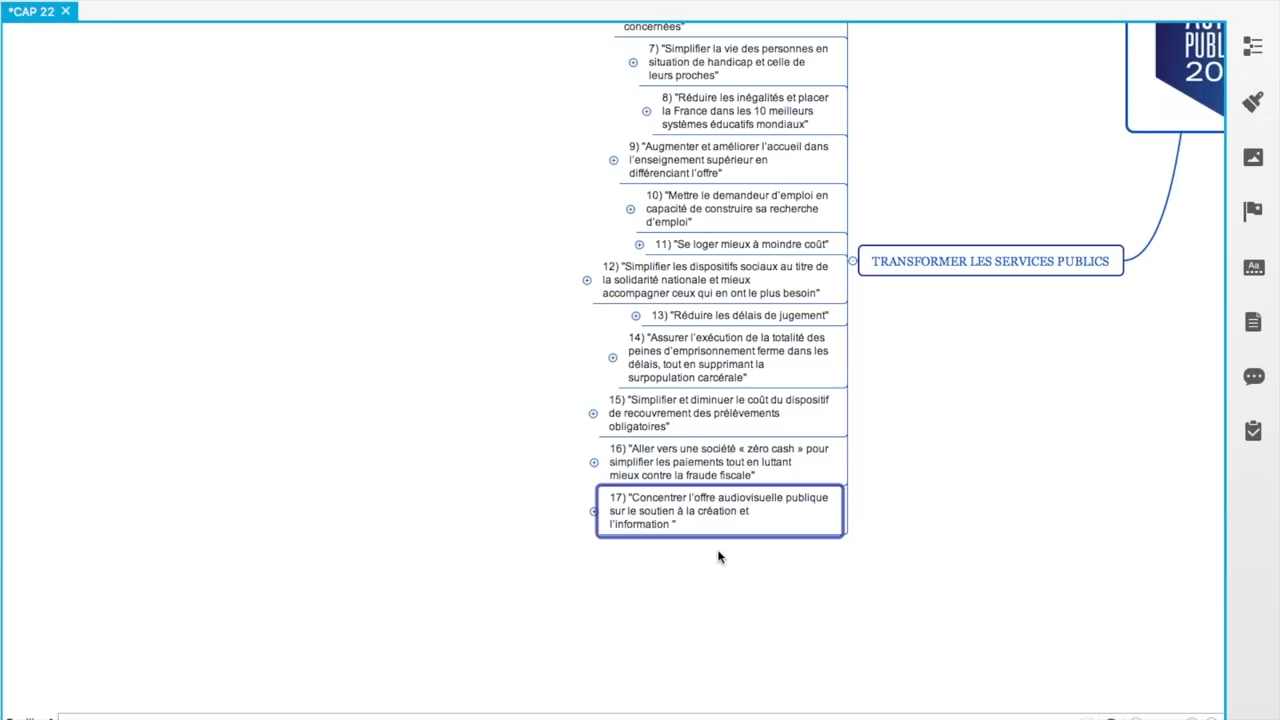 *CAP 22
concernées"
7) "Simplifier la vie des personnes en
situation de handicap et celle de
leurs proches"
8) "Réduire les inégalités et placer
la France dans les 10 meilleurs
systèmes éducatifs mondiaux"
9) "Augmenter et améliorer l'accueil dans
l'enseignement supérieur en
différenciant l'offre"
10) "Mettre le demandeur d'emploi en
capacité de construire sa recherche
d'emploi"
11) "Se loger mieux à moindre coût"
12) "Simplifier les dispositifs sociaux au titre de
la solidarité nationale et mieux
accompagner ceux qui en ont le plus besoin"
13) "Réduire les délais de jugement"
14) "Assurer l'exécution de la totalité des
peines d'emprisonnement ferme dans les
délais, tout en supprimant la
surpopulation carcérale"
15) "Simplifier et diminuer le coût du dispositif
de recouvrement des prélèvements
obligatoires"
16) "Aller vers une société « zéro cash » pour
simplifier les paiements tout en luttant
mieux contre la fraude fiscale"
17) "Concentrer l'offre audiovisuelle publique
sur le soutien à la création et
l'information "
TRANSFORMER LES SERVICES PUBLICS
PUBL
20
Aa